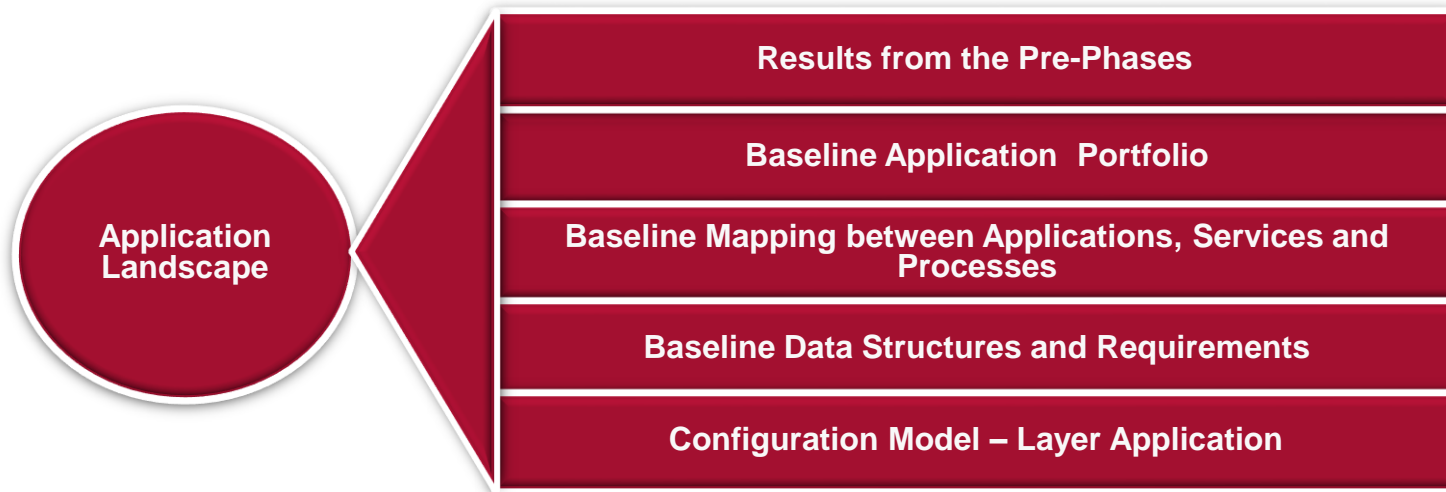 Results from the Pre-Phases
Baseline Application Portfolio
Application
Landscape
Baseline Mapping between Applications, Services and
Processes
Baseline Data Structures and Requirements
Configuration Model – Layer Application